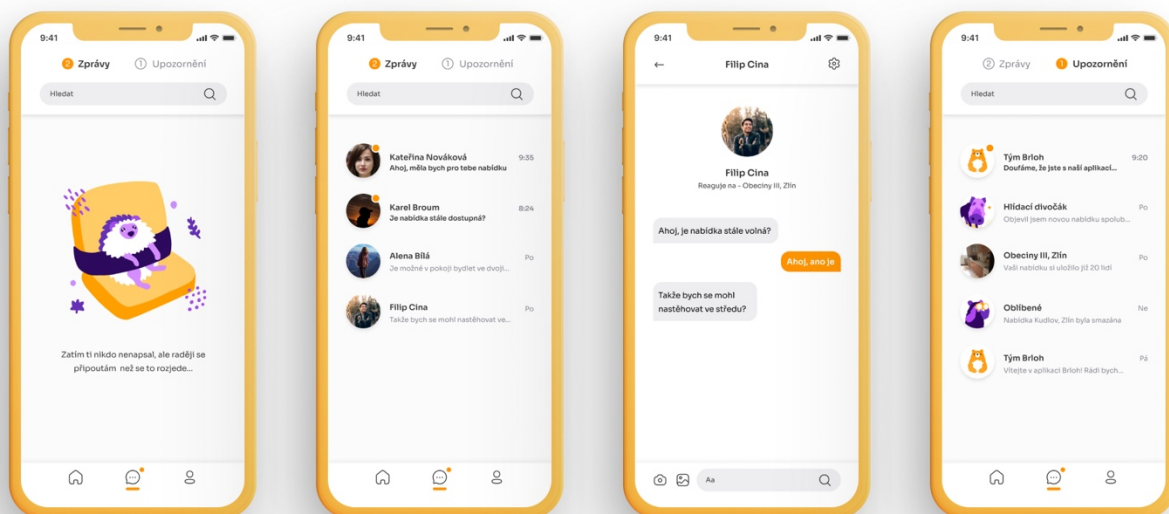 9:41
2 Zprávy 1 Upozornění
Hledat
Zatím ti nikdo nenapsal, ale raději se
připoutám než se to rozjede...
9:41
2 Zprávy 1 Upozornění
Hledat
Kateřina Nováková 9:35
Ahoj, měla bych pro tebe nabídku
Karel Broum 8:24
Je nabídka stále dostupná?
Alena Bílá Po
Je možné v pokoji bydlet ve dvoji...
Filip Cina Po
Takže bych se mohl nastěhovat ve...
9:41
Filip Cina
Filip Cina
Reaguje na - Obeciny III, Zlín
Ahoj, je nabídka stále volná?
Ahoj, ano je
Takže bych se mohl
nastěhovat ve středu?
Aa
9:41
2 Zprávy 1 Upozornění
Hledat
Tým Brloh 9:20
Doufáme, že jste s naší aplikací...
Hlídací divočák Po
Objevil jsem novou nabídku spolub...
Obeciny III, Zlín Po
Vaši nabídku si uložilo již 20 lidí
Oblíbené Ne
Nabídka Kudlov, Zlín byla smazána
Tým Brloh Pá
Vítejte v aplikaci Brloh! Rádi bych...